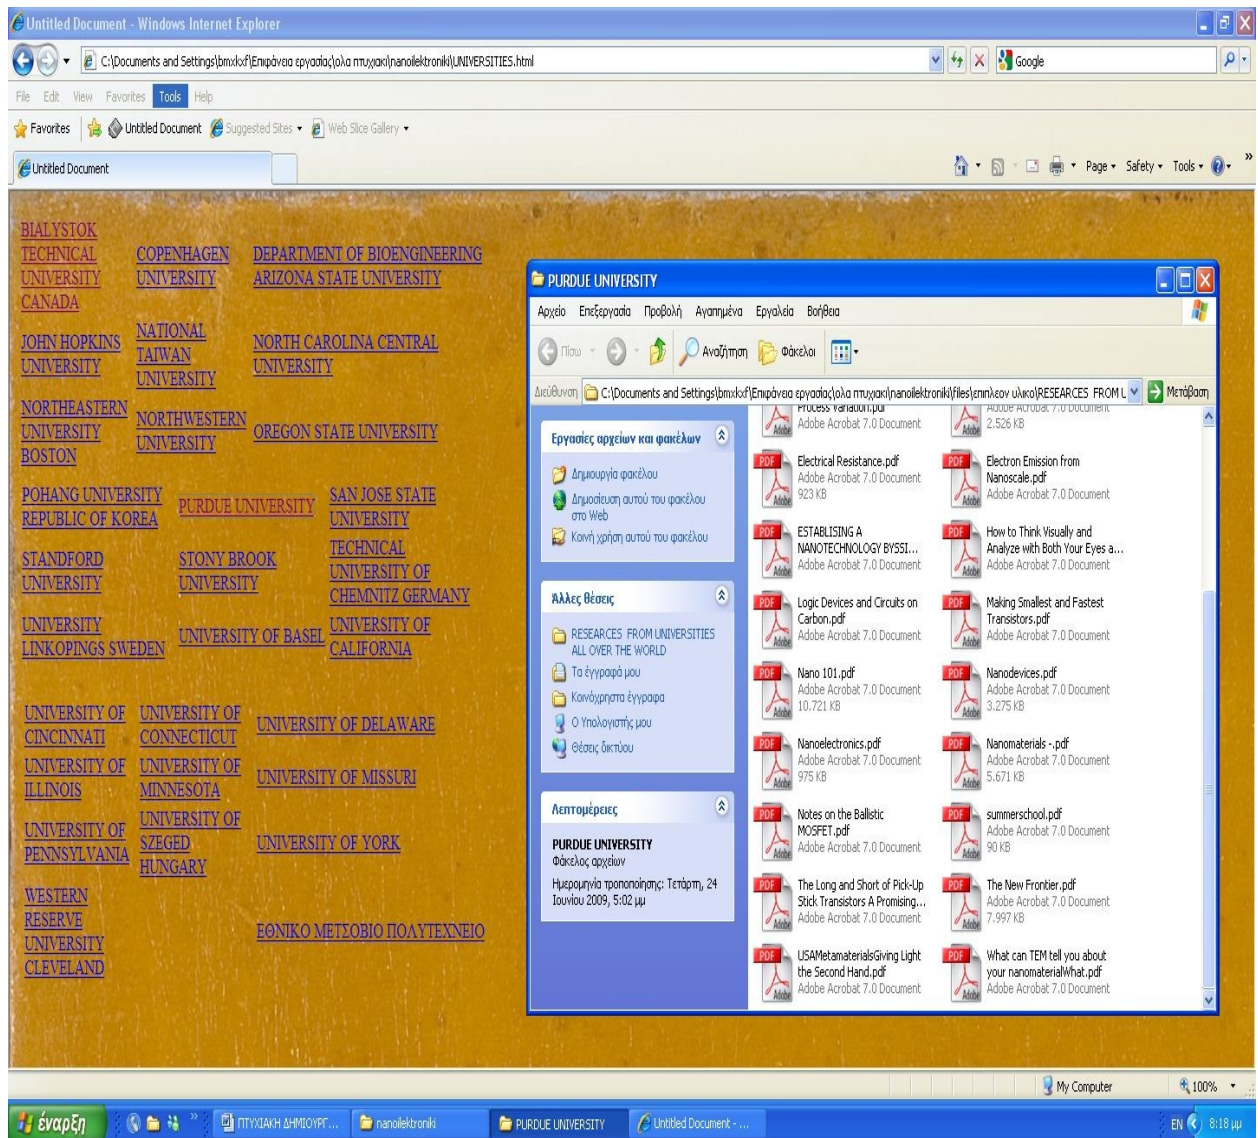 Untitled Document - Windows Internet Explorer
C:\Documents and Settings\bmxkxf\Επιφάνεια εργασίας\ολα πτυχιακι\nanoilektroniki\UNIVERSITIES.html
Google
File Edit View Favorites Tools Help
Favorites Untitled Document Suggested Sites Web Slice Gallery
Untitled Document
Page Safety Tools
BIALYSTOK
TECHNICAL
UNIVERSITY
CANADA
COPENHAGEN
UNIVERSITY
DEPARTMENT OF BIOENGINEERING
ARIZONA STATE UNIVERSITY
JOHN HOPKINS
UNIVERSITY
NATIONAL
TAIWAN
UNIVERSITY
NORTH CAROLINA CENTRAL
UNIVERSITY
NORTHEASTERN
UNIVERSITY
BOSTON
NORTHWESTERN
UNIVERSITY
OREGON STATE UNIVERSITY
POHANG UNIVERSITY
REPUBLIC OF KOREA
PURDUE UNIVERSITY
SAN JOSE STATE
UNIVERSITY
STANDFORD
UNIVERSITY
STONY BROOK
UNIVERSITY
TECHNICAL
UNIVERSITY OF
CHEMNITZ GERMANY
UNIVERSITY
LINKOPINGS SWEDEN
UNIVERSITY OF BASEL
UNIVERSITY OF
CALIFORNIA
UNIVERSITY OF
CINCINNATI
UNIVERSITY OF
CONNECTICUT
UNIVERSITY OF DELAWARE
UNIVERSITY OF
ILLINOIS
UNIVERSITY OF
MINNESOTA
UNIVERSITY OF MISSURI
UNIVERSITY OF
PENNSYLVANIA
UNIVERSITY OF
SZEGED
HUNGARY
UNIVERSITY OF YORK
WESTERN
RESERVE
UNIVERSITY
CLEVELAND
ΕΘΝΙΚΟ ΜΕΤΣΟΒΙΟ ΠΟΛΥΤΕΧΝΕΙΟ
PURDUE UNIVERSITY
Αρχείο Επεξεργασία Προβολή Αγαπημένα Εργαλεία Βοήθεια
Πίσω Αναζήτηση Φάκελοι
Διεύθυνση C:\Documents and Settings\bmxkxf\Επιφάνεια εργασίας\ολα πτυχιακι\nanoilektroniki\files\επιπλεον υλικο\RESEARCES FROM U Μετάβαση
Εργασίες αρχείων και φακέλων
Δημιουργία φακέλου
Δημοσίευση αυτού του φακέλου
στο Web
Κοινή χρήση αυτού του φακέλου
Άλλες θέσεις
RESEARCES FROM UNIVERSITIES
ALL OVER THE WORLD
Τα έγγραφά μου
Κοινόχρηστα έγγραφα
Ο Υπολογιστής μου
Θέσεις δικτύου
Λεπτομέρειες
PURDUE UNIVERSITY
Φάκελος αρχείων
Ημερομηνία τροποποίησης: Τετάρτη, 24
Ιουνίου 2009, 5:02 μμ
Process Variation.pdf
Adobe Acrobat 7.0 Document
Adobe Acrobat 7.0 Document
2.526 KB
Electrical Resistance.pdf
Adobe Acrobat 7.0 Document
923 KB
Electron Emission from
Nanoscale.pdf
Adobe Acrobat 7.0 Document
ESTABLISING A
NANOTECHNOLOGY BYSSI...
Adobe Acrobat 7.0 Document
How to Think Visually and
Analyze with Both Your Eyes a...
Adobe Acrobat 7.0 Document
Logic Devices and Circuits on
Carbon.pdf
Adobe Acrobat 7.0 Document
Making Smallest and Fastest
Transistors.pdf
Adobe Acrobat 7.0 Document
Nano 101.pdf
Adobe Acrobat 7.0 Document
10.721 KB
Nanodevices.pdf
Adobe Acrobat 7.0 Document
3.275 KB
Nanoelectronics.pdf
Adobe Acrobat 7.0 Document
975 KB
Nanomaterials -.pdf
Adobe Acrobat 7.0 Document
5.671 KB
Notes on the Ballistic
MOSFET.pdf
Adobe Acrobat 7.0 Document
summerschool.pdf
Adobe Acrobat 7.0 Document
90 KB
The Long and Short of Pick-Up
Stick Transistors A Promising...
Adobe Acrobat 7.0 Document
The New Frontier.pdf
Adobe Acrobat 7.0 Document
7.997 KB
USAMetamaterialsGiving Light
the Second Hand.pdf
Adobe Acrobat 7.0 Document
What can TEM tell you about
your nanomaterialWhat.pdf
Adobe Acrobat 7.0 Document
My Computer 100%
έναρξη ΠΤΥΧΙΑΚΗ ΔΗΜΙΟΥΡΓ... nanoilektroniki PURDUE UNIVERSITY Untitled Document - ... EN 8:18 μμ